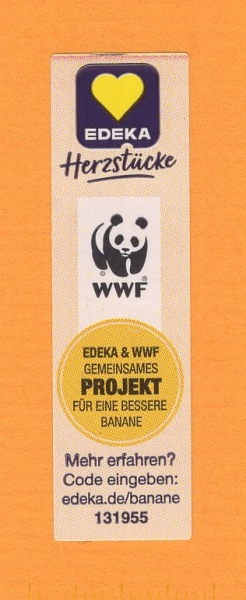 EDEKA
Herzstücke
WWF
EDEKA & WWF
GEMEINSAMES
PROJEKT
FÜR EINE BESSERE
BANANE
Mehr erfahren?
Code eingeben:
edeka.de/banane
131955